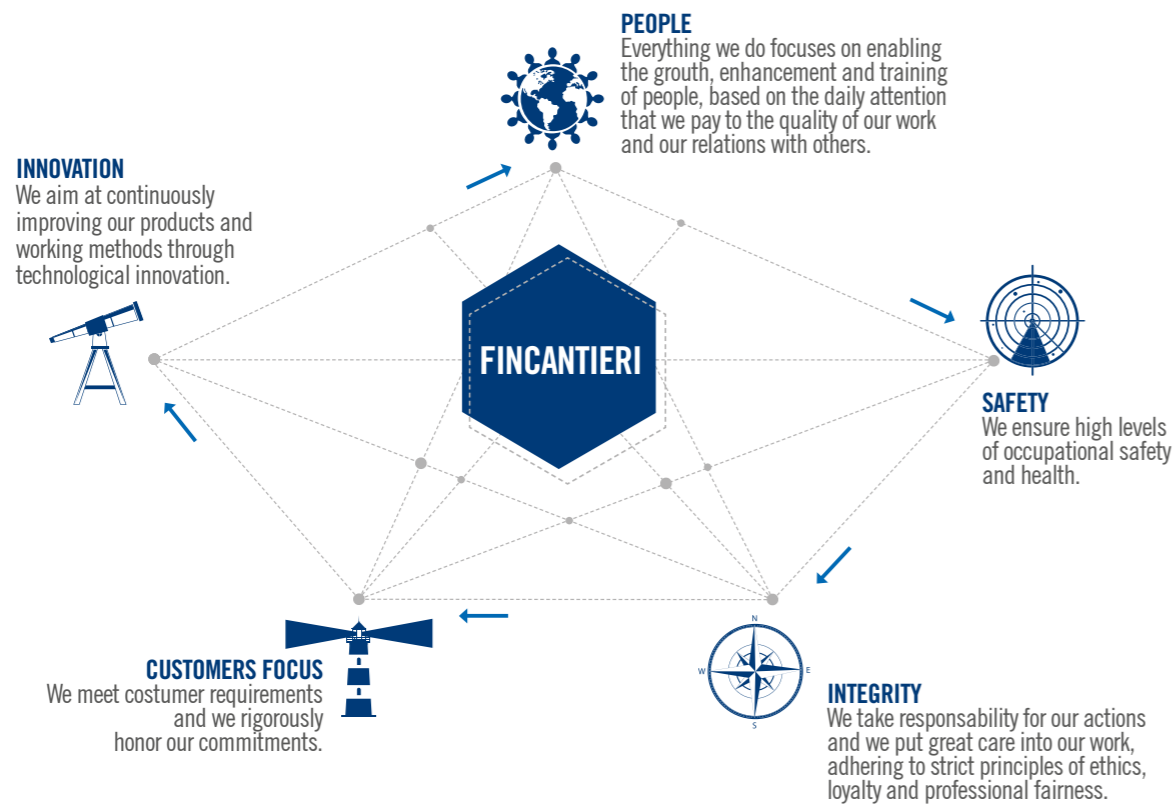 PEOPLE
Everything we do focuses on enabling
the grouth, enhancement and training
of people, based on the daily attention
that we pay to the quality of our work
and our relations with others.
INNOVATION
We aim at continuously
improving our products and
working methods through
technological innovation.
FINCANTIERI
SAFETY
We ensure high levels
of occupational safety
and health.
CUSTOMERS FOCUS
We meet costumer requirements
and we rigorously
honor our commitments.
N
W
E
S
INTEGRITY
We take responsability for our actions
and we put great care into our work,
adhering to strict principles of ethics,
loyalty and professional fairness.